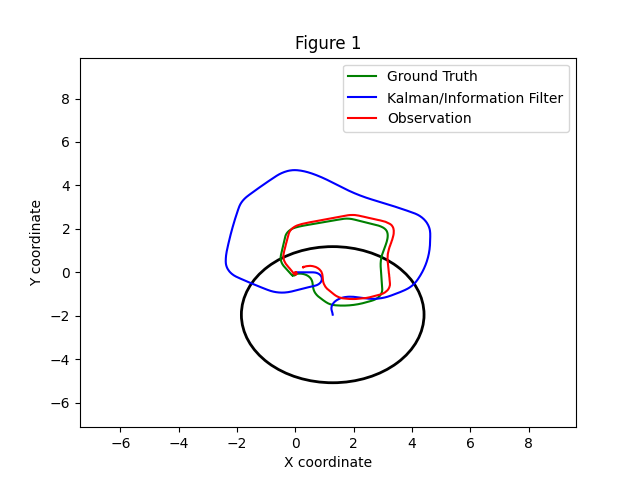 Figure 1
Ground Truth
Kalman/Information Filter
Observation
8
6
4
2
0
−2
−4
−6
Y coordinate
−6
−4
−2
0
2
4
6
8
X coordinate